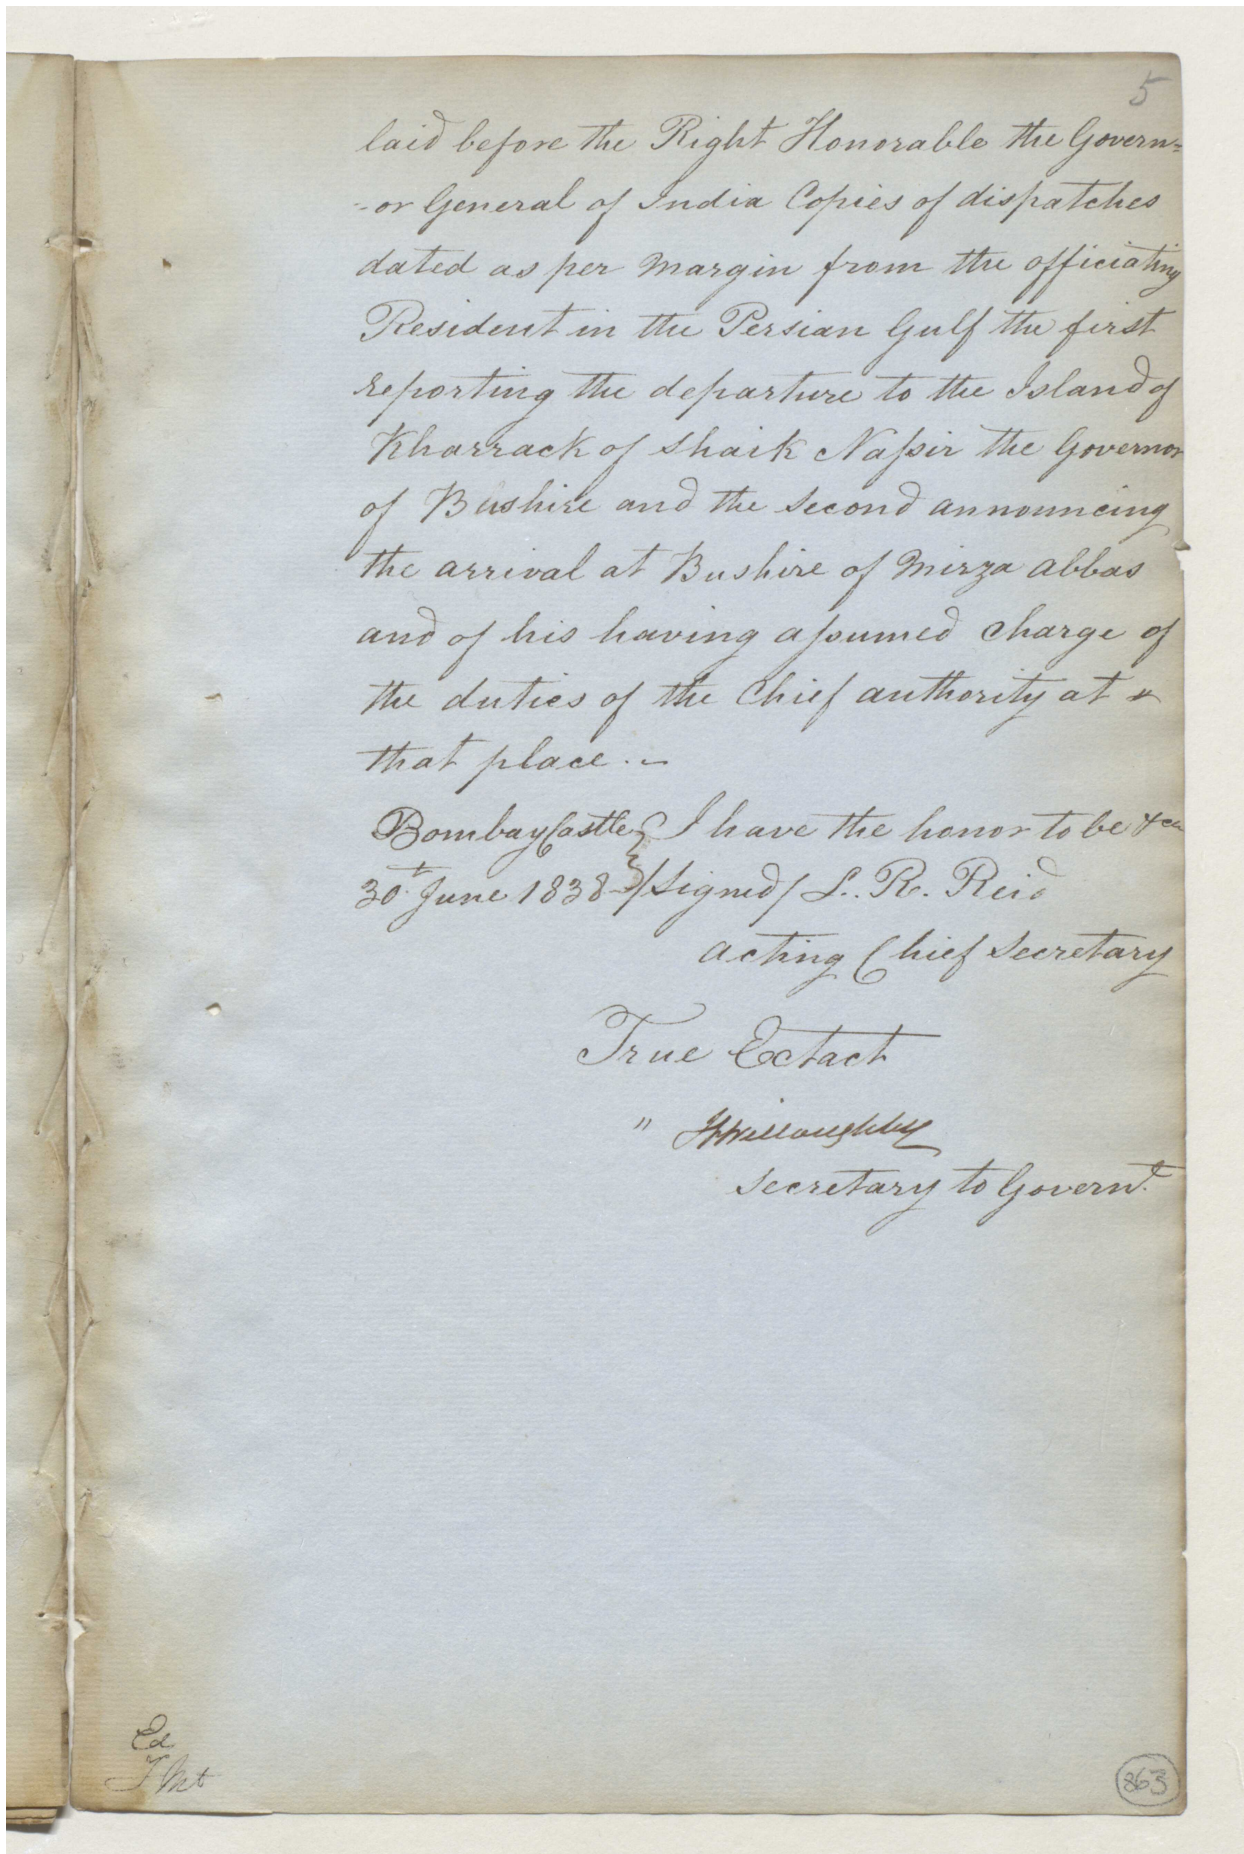 5
laid before the Right Honorable the Govern=
-or General of India Copies of dispatches
dated as per margin from the officiating
Resident in the Persian Gulf the first
reporting the departure to the Island of
Kharrack of Shaik Naſsir the Governor
of Bushire and the second announcing
the arrival at Bushire of Mirza Abbas
and of his having aſsumed charge of
the duties of the Chief authority at
that place.-
Bombay Castle } I have the honor to be &ca
30th June 1838 } /signed/ L. R. Reid
acting Chief Secretary
True Extact
" Willoughby
Secretary to Governt.
Ed
863